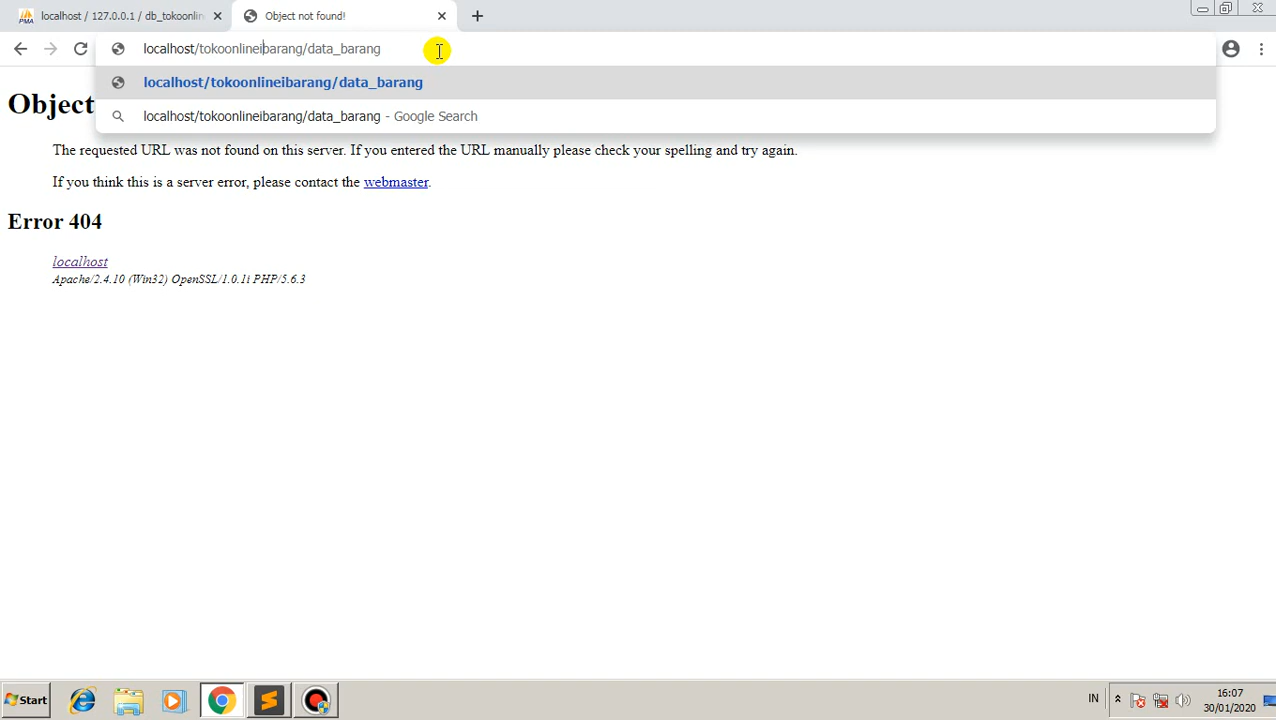 localhost / 127.0.0.1 / db_tokoonlin
Object not found!
localhost/tokoonlineibarang/data_barang
localhost/tokoonlineibarang/data_barang
localhost/tokoonlineibarang/data_barang - Google Search
Object
The requested URL was not found on this server. If you entered the URL manually please check your spelling and try again.
If you think this is a server error, please contact the webmaster.
Error 404
localhost
Apache/2.4.10 (Win32) OpenSSL/1.0.1i PHP/5.6.3
Start
IN
16:07
30/01/2020